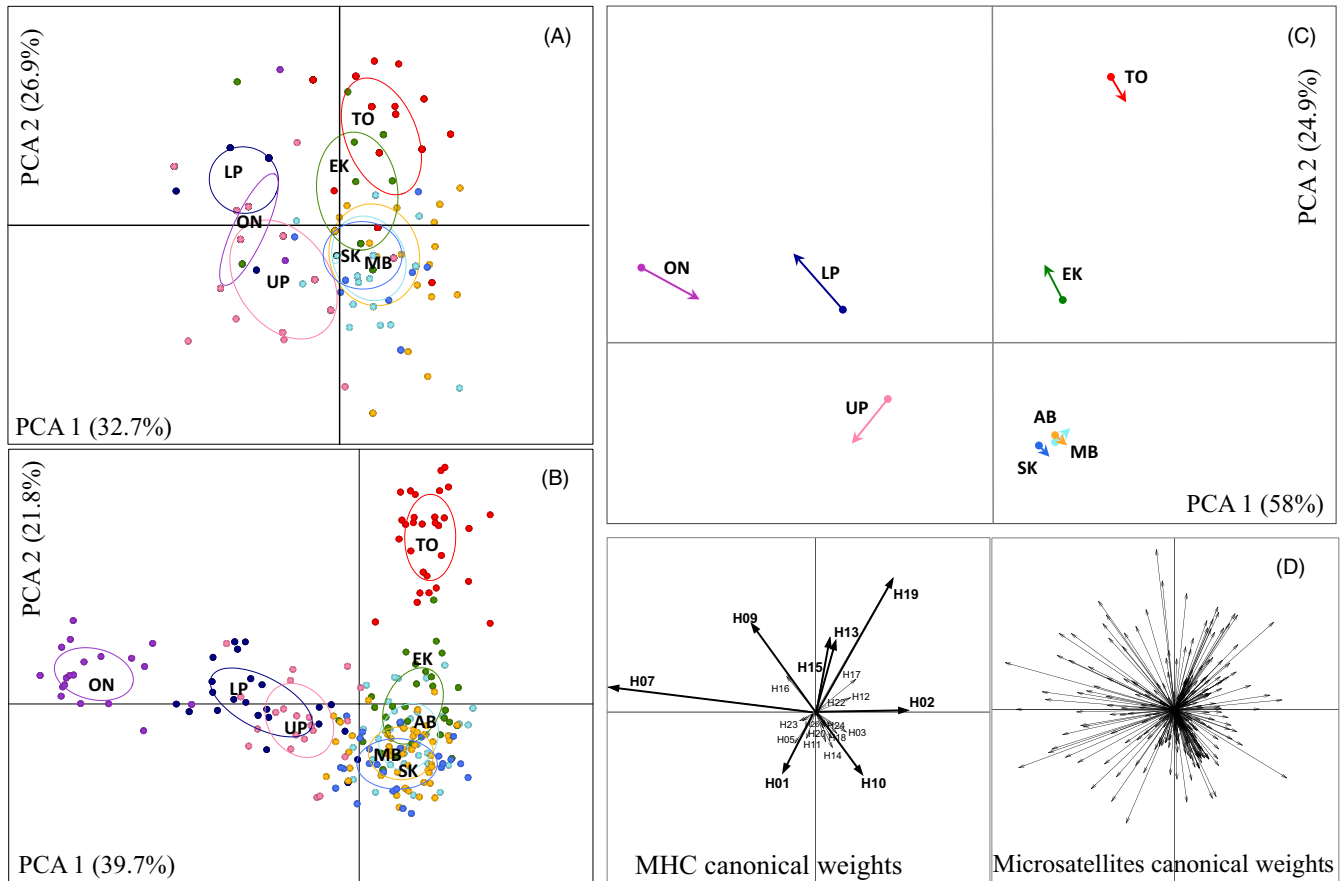 (A)
PCA 2 (26.9%)
TO
EK
LP
ON
SK
MB
UP
PCA 1 (32.7%)
(B)
PCA 2 (21.8%)
TO
EK
ON
LP
UP
AB
MB
SK
PCA 1 (39.7%)
(C)
PCA 2 (24.9%)
TO
ON
LP
EK
UP
AB
MB
SK
PCA 1 (58%)
H19
H09
H13
H15
H17
H16
H07
H12
H22
H02
H23
H24
H03
H05
H20
H18
H11
H14
H01
H10
MHC canonical weights
(D)
Microsatellites canonical weights